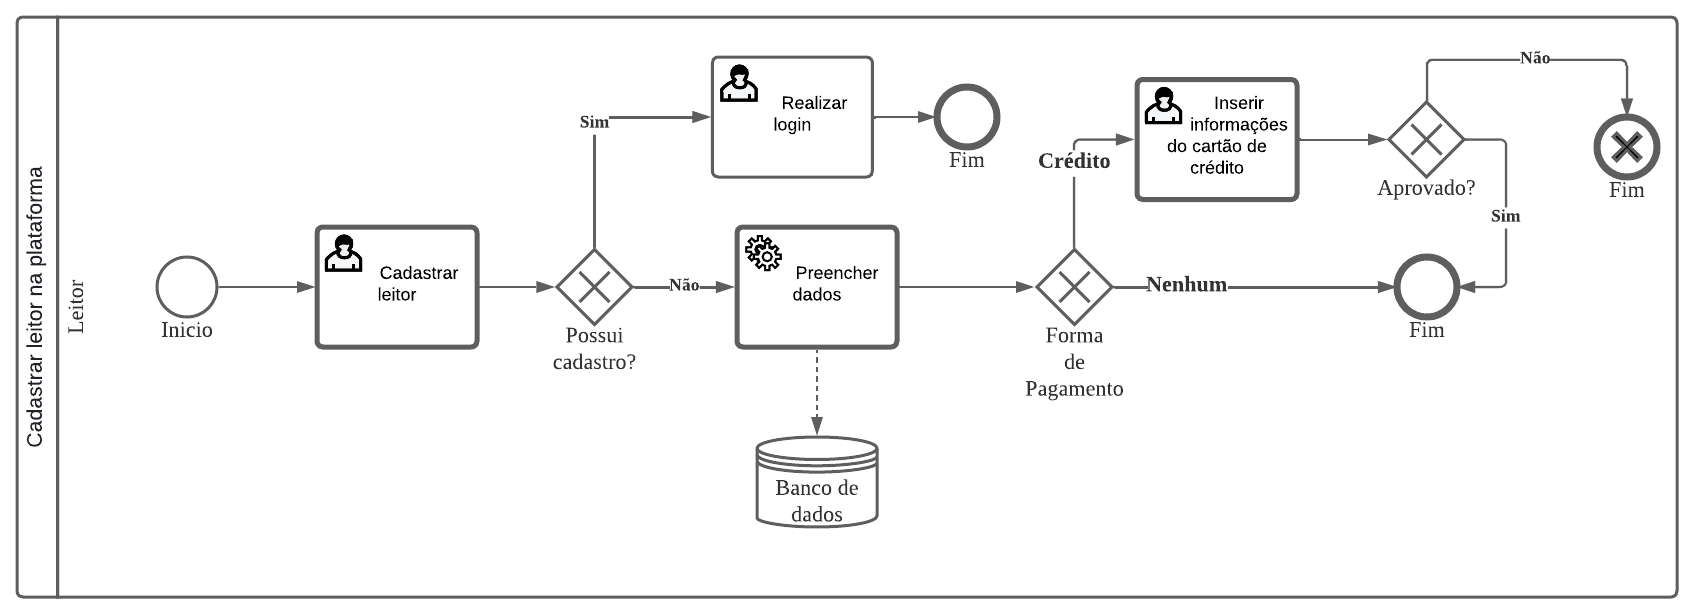 Cadastrar leitor na plataforma
Leitor
Inicio
Cadastrar
leitor
Possui
cadastro?
Sim
Realizar
login
Fim
Não
Preencher
dados
Banco de
dados
Forma
de
Pagamento
Crédito
Inserir
informações
do cartão de
crédito
Aprovado?
Não
Fim
Sim
Nenhum
Fim